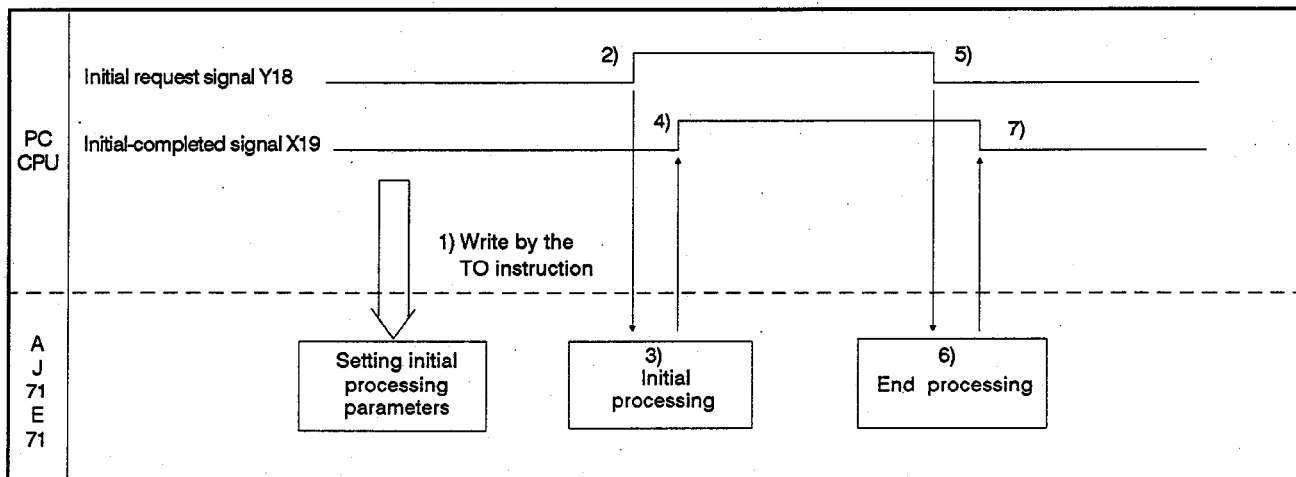 PC
CPU
Initial request signal Y18
2)
5)
Initial-completed signal X19
4)
7)
1) Write by the
TO instruction
A
J
71
E
71
Setting initial
processing
parameters
3)
Initial
processing
6)
End processing